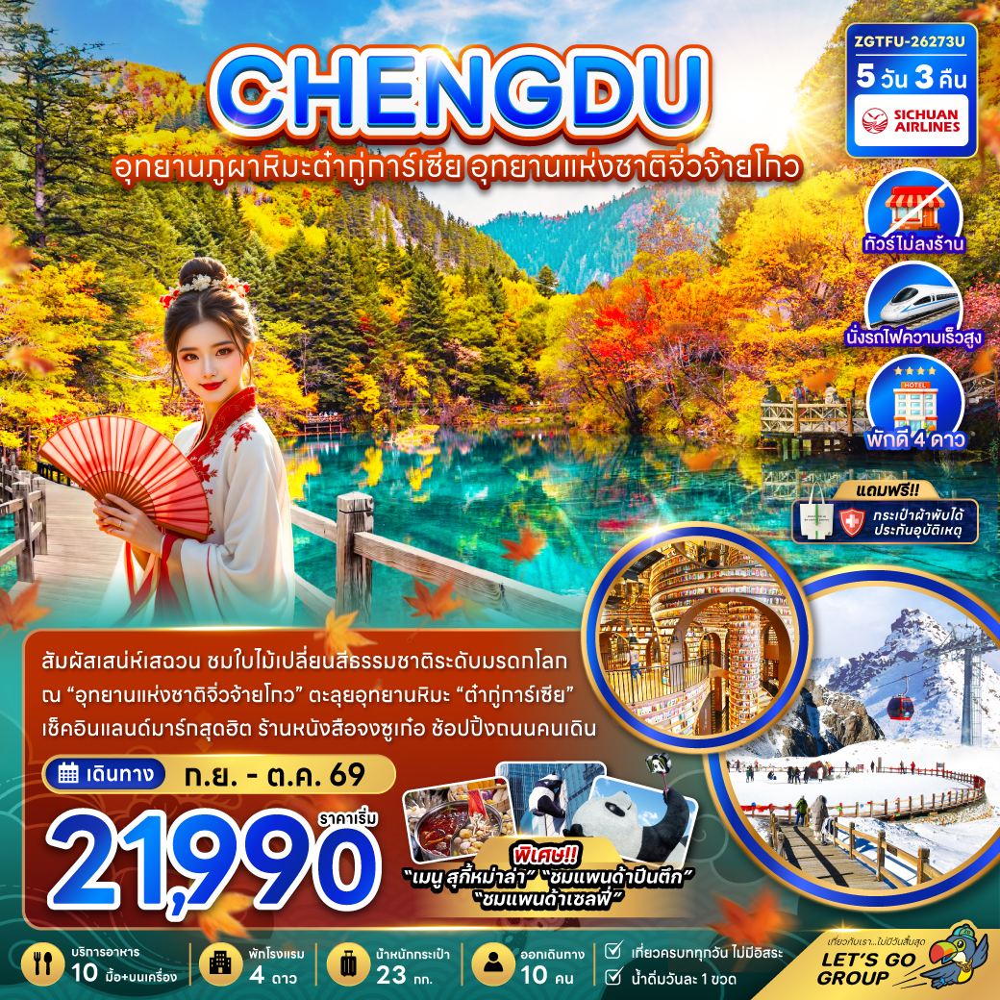 CHENGDU
อุทยานภูผาหิมะต๋ากู่การ์เซีย อุทยานแห่งชาติจิ่วจ้ายโกว
ZGTFU-26273U
5 วัน 3 คืน
SICHUAN
AIRLINES
ทัวร์ไม่ลงร้าน
นั่งรถไฟความเร็วสูง
HOTEL
พักดี 4 ดาว
แถมฟรี!!
กระเป๋าผ้าพับได้
ประกันอุบัติเหตุ
สัมผัสเสน่ห์เสฉวน ชมใบไม้เปลี่ยนสีธรรมชาติระดับมรดกโลก
ณ “อุทยานแห่งชาติจิ่วจ้ายโกว” ตะลุยอุทยานหิมะ “ต๋ากู่การ์เซีย”
เช็คอินแลนด์มาร์กสุดฮิต ร้านหนังสือจงซูเก๋อ ช้อปปิ้งถนนคนเดิน
เดินทาง ก.ย. - ต.ค. 69
ราคาเริ่ม
21,990
พิเศษ!!
“เมนู สุกี้หม่าล่า” “ชมแพนด้าปีนตึก”
“ชมแพนด้าเซลฟี่”
บริการอาหาร
10 มื้อ+บนเครื่อง
พักโรงแรม
4 ดาว
น้ำหนักกระเป๋า
23 กก.
ออกเดินทาง
10 คน
เที่ยวครบทุกวัน ไม่มีอิสระ
น้ำดื่มวันละ 1 ขวด
เที่ยวกับเรา...ไม่มีวันสิ้นสุด
LET'S GO
GROUP